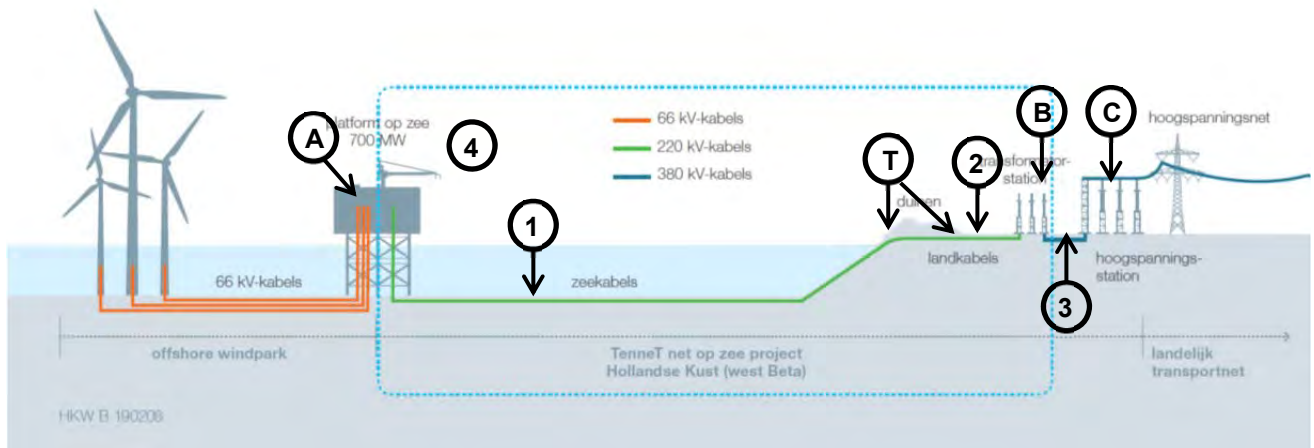 platform op zee
700 MW
A
4
66 kV-kabels
220 kV-kabels
380 kV-kabels
B
C
hoogspanningsnet
T
2
transformator-
station
duinen
1
66 kV-kabels
zeekabels
landkabels
hoogspannings-
station
3
offshore windpark
TenneT net op zee project
Hollandse Kust (west Beta)
landelijk
transportnet
HKW B 190208